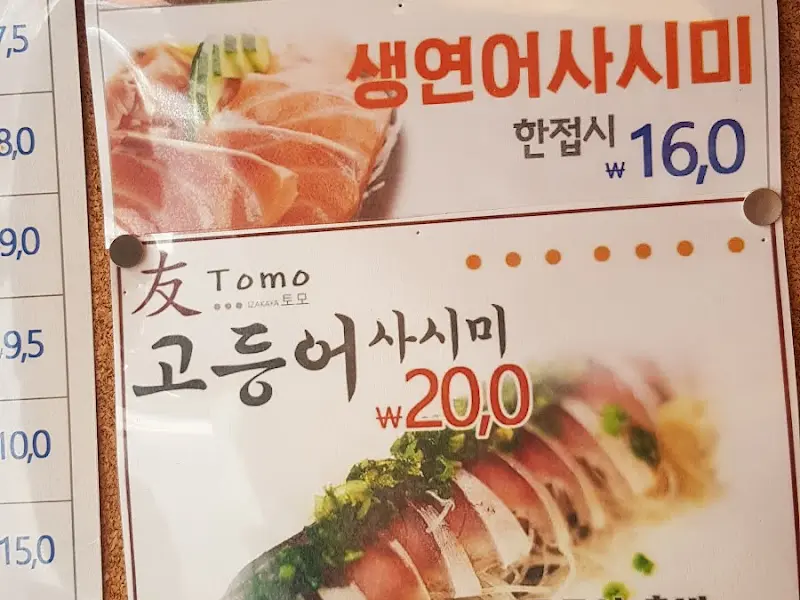 7,5
8,0
9,0
9,5
10,0
15,0
생연어사시미
한접시 ₩ 16,0
友 Tomo
IZAKAYA 토모
고등어 사시미
₩20,0